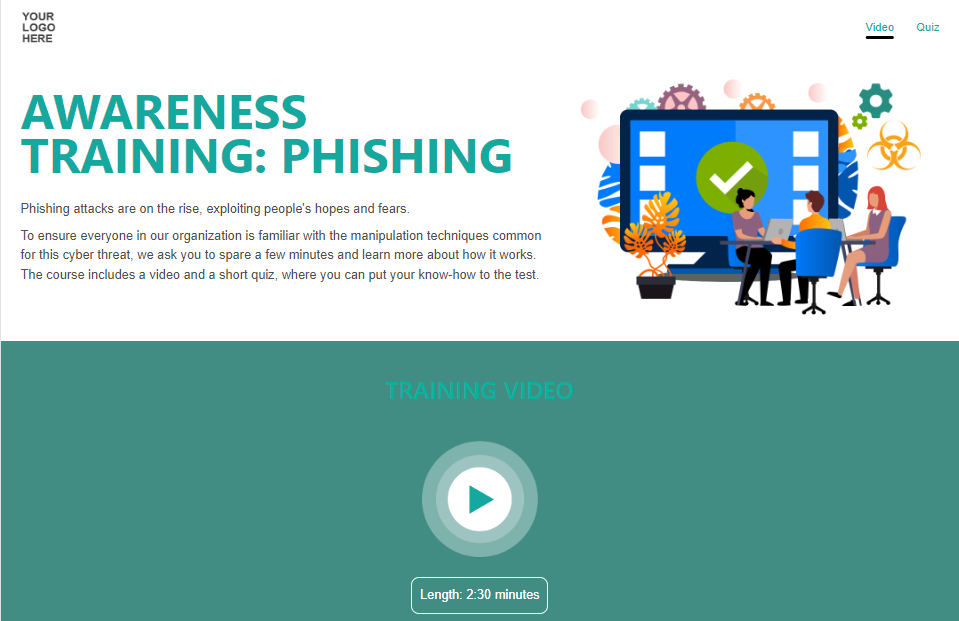 YOUR
LOGO
HERE
Video
Quiz
AWARENESS
TRAINING: PHISHING
Phishing attacks are on the rise, exploiting people's hopes and fears.
To ensure everyone in our organization is familiar with the manipulation techniques common
for this cyber threat, we ask you to spare a few minutes and learn more about how it works.
The course includes a video and a short quiz, where you can put your know-how to the test.
TRAINING VIDEO
Length: 2:30 minutes